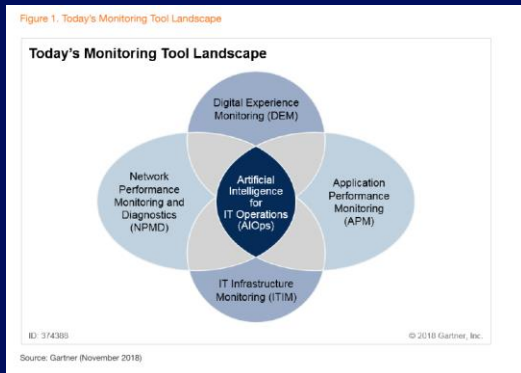 Figure 1. Today's Monitoring Tool Landscape
Today's Monitoring Tool Landscape
Digital Experience
Monitoring (DEM)
Network
Performance
Monitoring and
Diagnostics
(NPMD)
Artificial
Intelligence
for
IT Operations
(AIOps)
Application
Performance
Monitoring
(APM)
IT Infrastructure
Monitoring (ITIM)
ID: 374388
© 2018 Gartner, Inc.
Source: Gartner (November 2018)